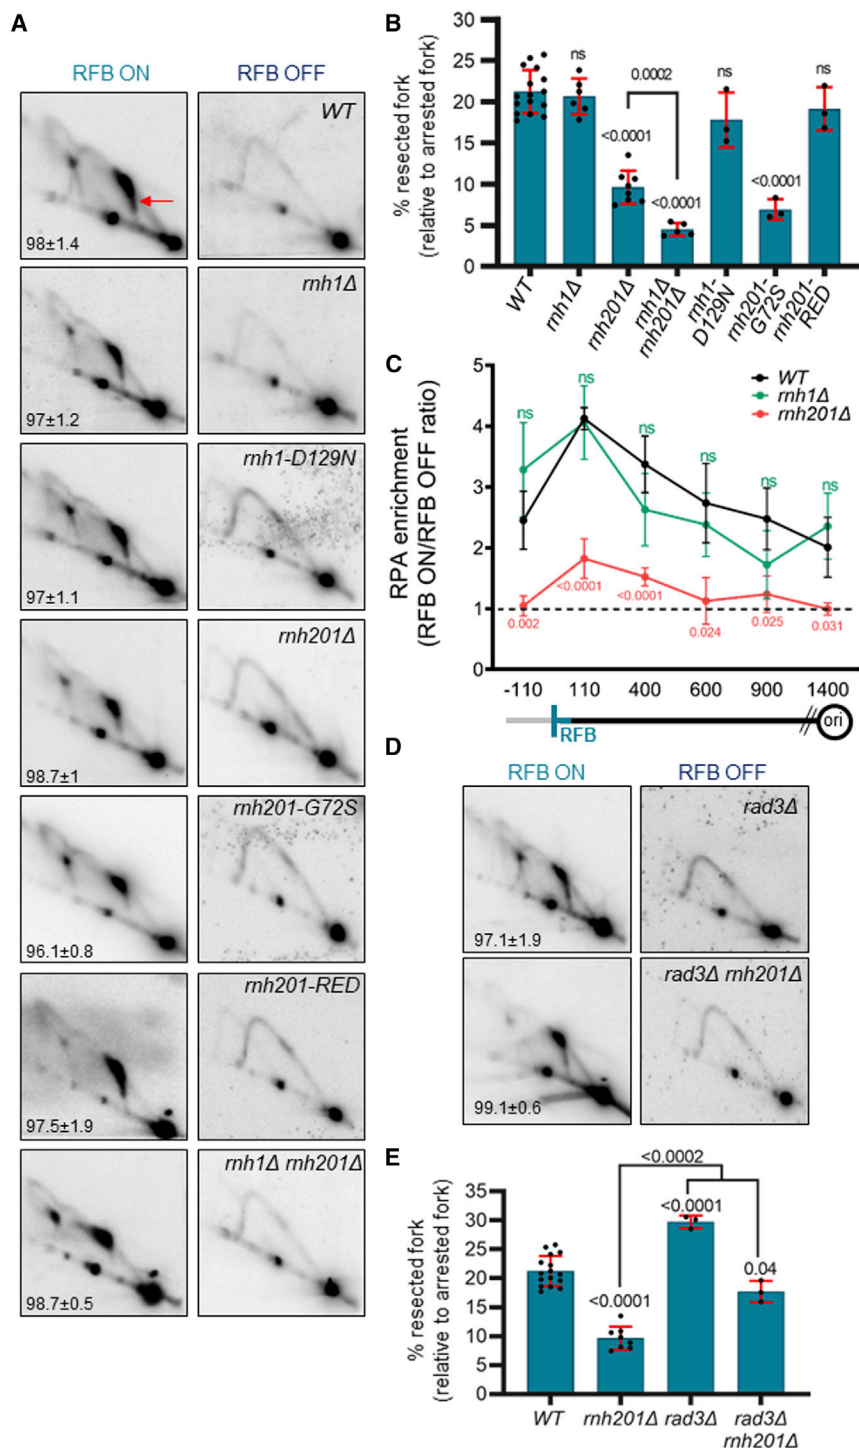 A
RFB ON
RFB OFF
WT
98±1.4
rnh1Δ
97±1.2
rnh1-D129N
97±1.1
rnh201Δ
98.7±1
rnh201-G72S
96.1±0.8
rnh201-RED
97.5±1.9
rnh1Δ rnh201Δ
98.7±0.5
B
% resected fork
(relative to arrested fork)
30
25
20
15
10
5
0
ns
0.0002
<0.0001
<0.0001
ns
<0.0001
ns
WT
rnh1Δ
rnh201Δ
rnh1Δ
rnh201Δ
rnh1-
D129N
rnh201-
G72S
rnh201-
RED
C
RPA enrichment
(RFB ON/RFB OFF ratio)
5
4
3
2
1
0
WT
rnh1Δ
rnh201Δ
ns
ns
ns
ns
ns
ns
0.002
<0.0001
<0.0001
0.024
0.025
0.031
-110
110
400
600
900
1400
RFB
ori
D
RFB ON
RFB OFF
rad3Δ
97.1±1.9
rad3Δ rnh201Δ
99.1±0.6
E
% resected fork
(relative to arrested fork)
35
30
25
20
15
10
5
0
<0.0002
<0.0001
<0.0001
0.04
WT
rnh201Δ
rad3Δ
rad3Δ
rnh201Δ